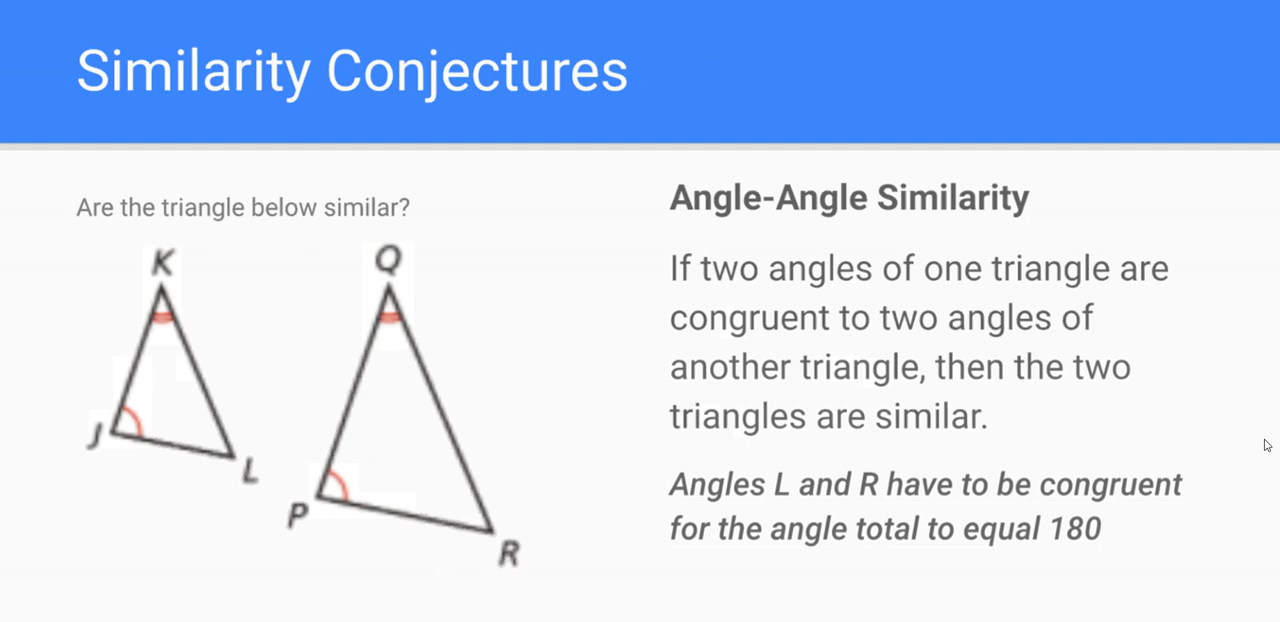 Similarity Conjectures
Are the triangle below similar?
K
Q
J
L
P
R
Angle-Angle Similarity
If two angles of one triangle are
congruent to two angles of
another triangle, then the two
triangles are similar.
Angles L and R have to be congruent
for the angle total to equal 180